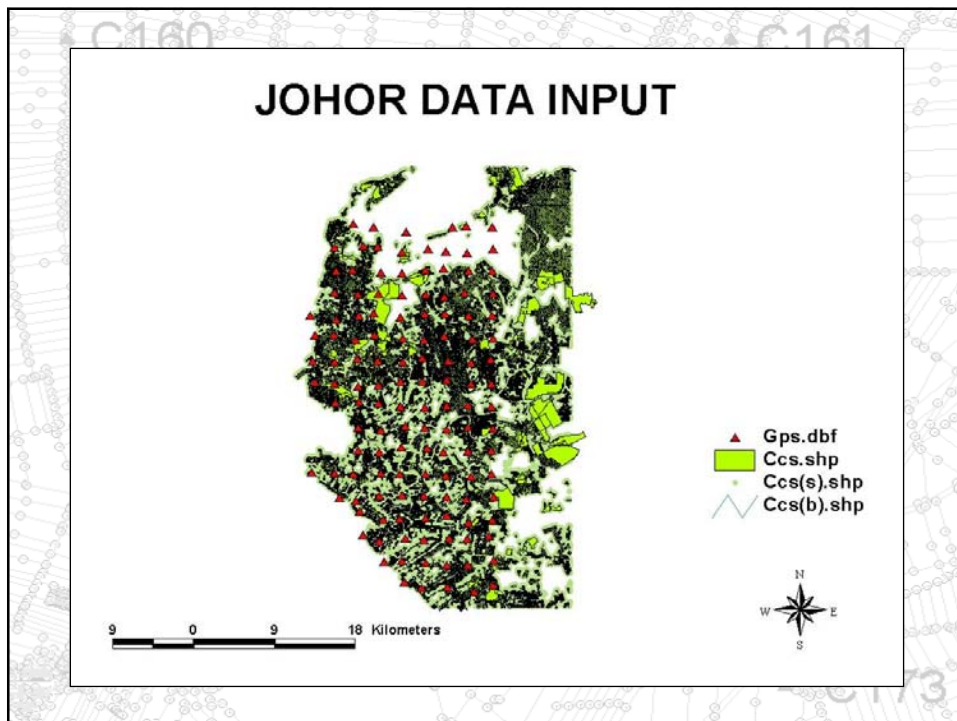 C160 C161
JOHOR DATA INPUT
Gps.dbf
Ccs.shp
Ccs(s).shp
Ccs(b).shp
9 0 9 18 Kilometers
N
W E
S
C173